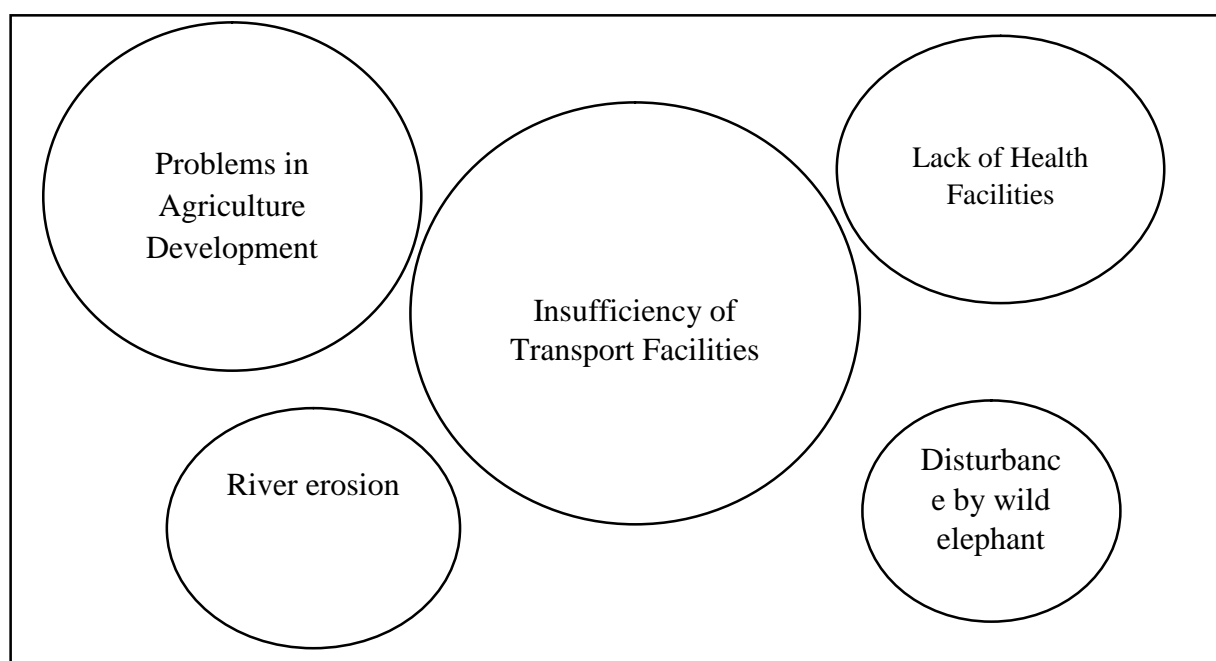 Problems in
Agriculture
Development
Insufficiency of
Transport Facilities
Lack of Health
Facilities
River erosion
Disturbanc
e by wild
elephant